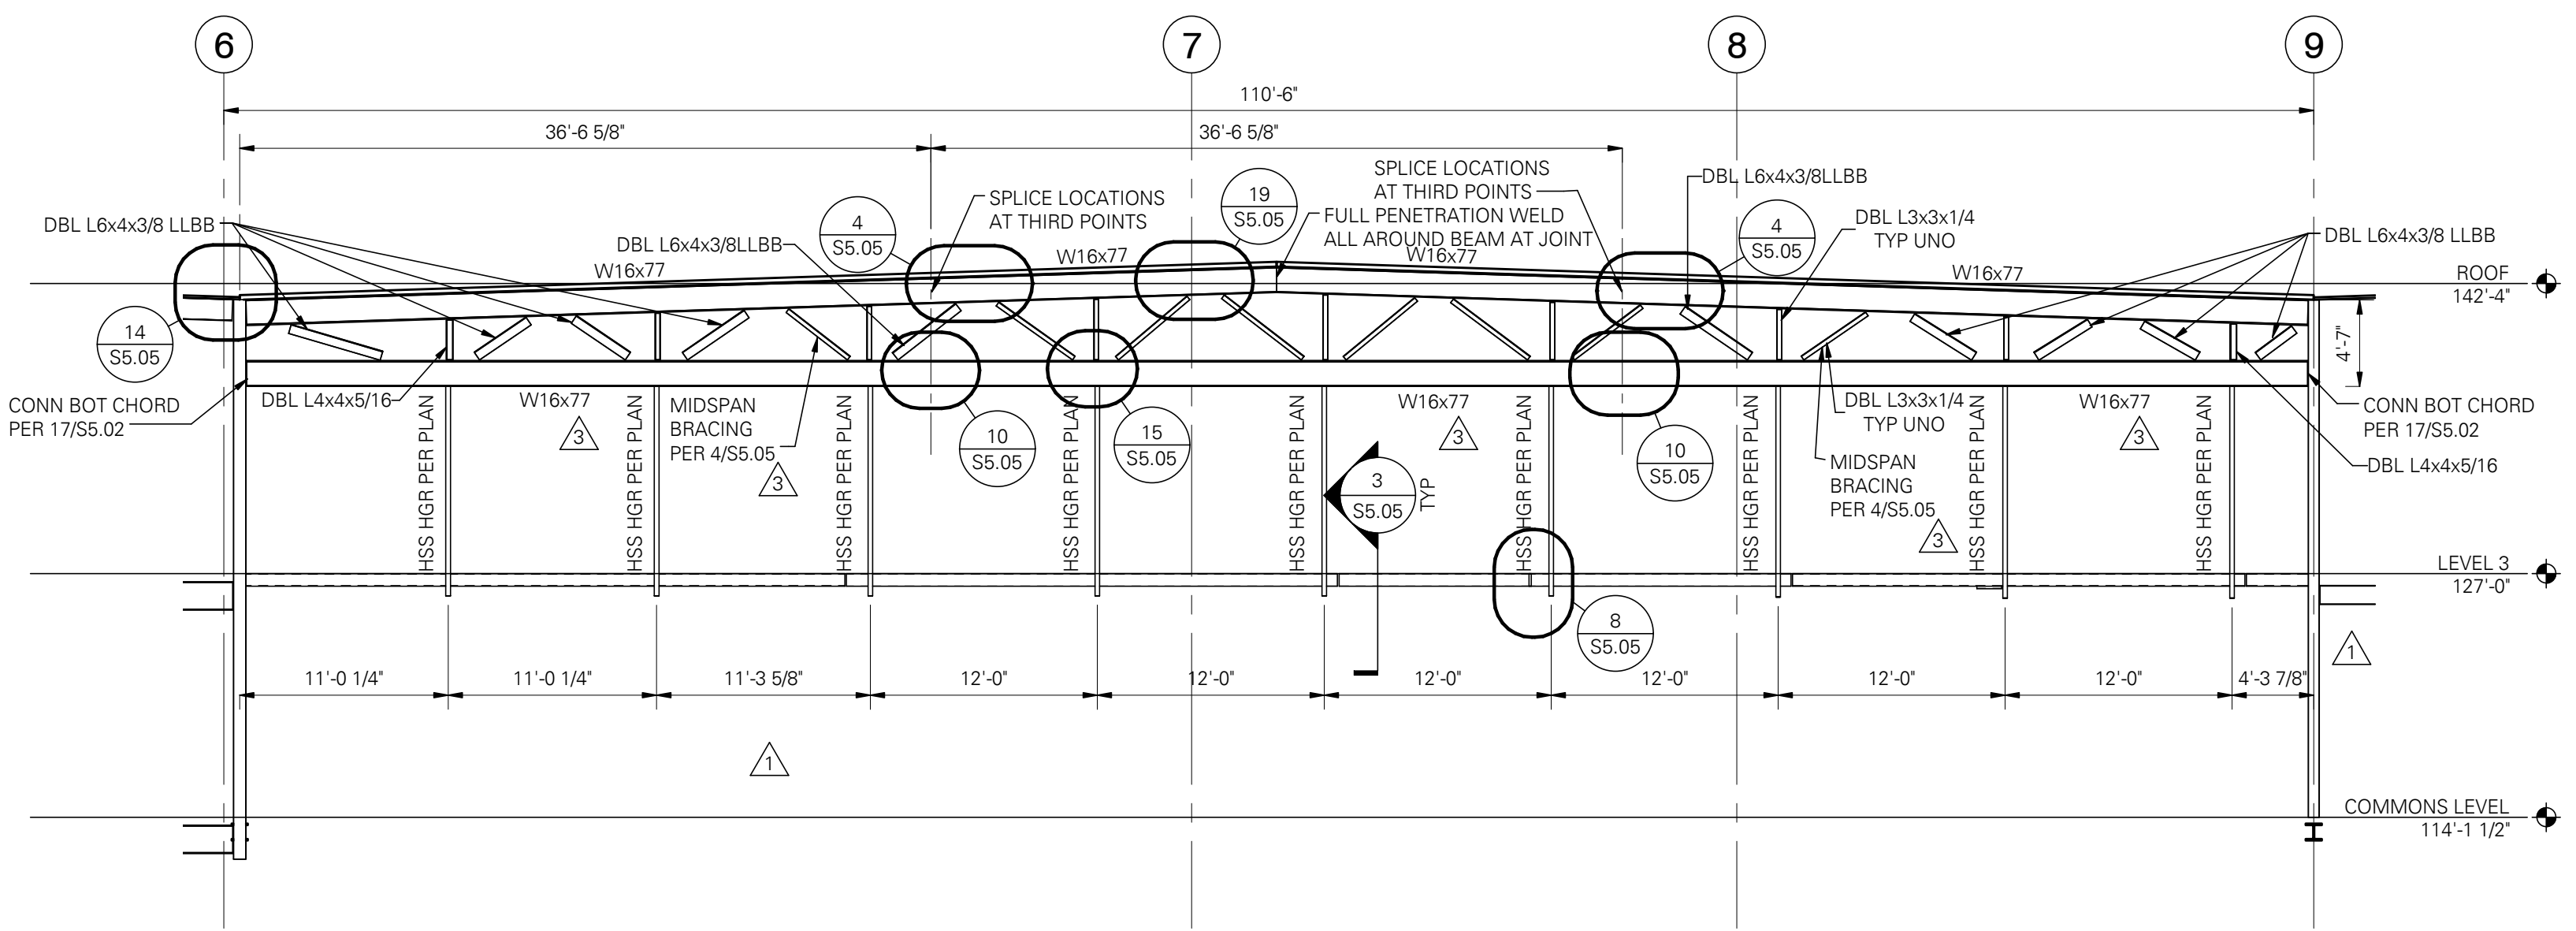 6
7
8
9
110'-6"
36'-6 5/8"
36'-6 5/8"
SPLICE LOCATIONS
AT THIRD POINTS
SPLICE LOCATIONS
AT THIRD POINTS
FULL PENETRATION WELD
ALL AROUND BEAM AT JOINT
19
S5.05
4
S5.05
4
S5.05
DBL L6x4x3/8LLBB
DBL L3x3x1/4
TYP UNO
DBL L6x4x3/8 LLBB
DBL L6x4x3/8LLBB
DBL L6x4x3/8 LLBB
W16x77
W16x77
W16x77
W16x77
ROOF
142'-4"
14
S5.05
4'-7"
CONN BOT CHORD
PER 17/S5.02
DBL L4x4x5/16
W16x77
3
MIDSPAN
BRACING
PER 4/S5.05
3
10
S5.05
15
S5.05
W16x77
3
10
S5.05
DBL L3x3x1/4
TYP UNO
MIDSPAN
BRACING
PER 4/S5.05
3
W16x77
3
CONN BOT CHORD
PER 17/S5.02
DBL L4x4x5/16
HSS HGR PER PLAN
HSS HGR PER PLAN
HSS HGR PER PLAN
HSS HGR PER PLAN
HSS HGR PER PLAN
HSS HGR PER PLAN
HSS HGR PER PLAN
HSS HGR PER PLAN
HSS HGR PER PLAN
3
S5.05
TYP
LEVEL 3
127'-0"
8
S5.05
1
11'-0 1/4"
11'-0 1/4"
11'-3 5/8"
12'-0"
12'-0"
12'-0"
12'-0"
12'-0"
12'-0"
4'-3 7/8"
1
COMMONS LEVEL
114'-1 1/2"